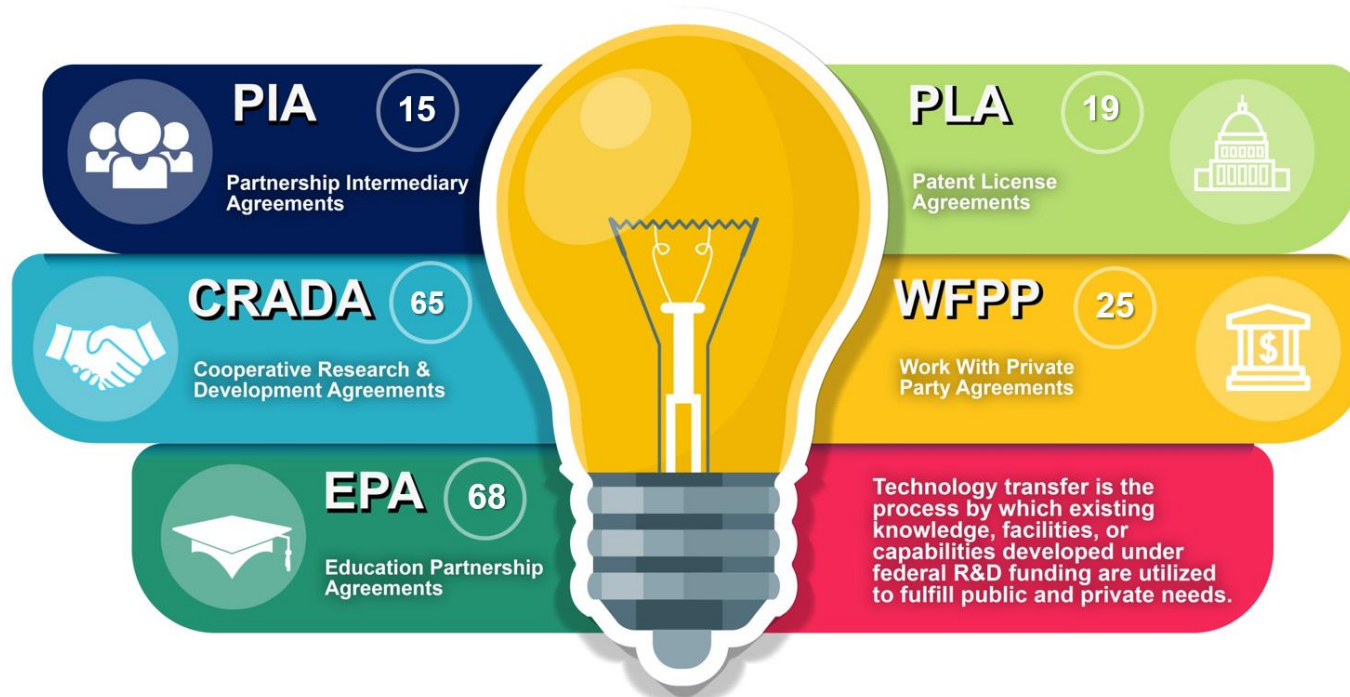 PIA
15
Partnership Intermediary
Agreements
CRADA
65
Cooperative Research &
Development Agreements
EPA
68
Education Partnership
Agreements
PLA
19
Patent License
Agreements
WFPP
25
Work With Private
Party Agreements
$
Technology transfer is the
process by which existing
knowledge, facilities, or
capabilities developed under
federal R&D funding are utilized
to fulfill public and private needs.